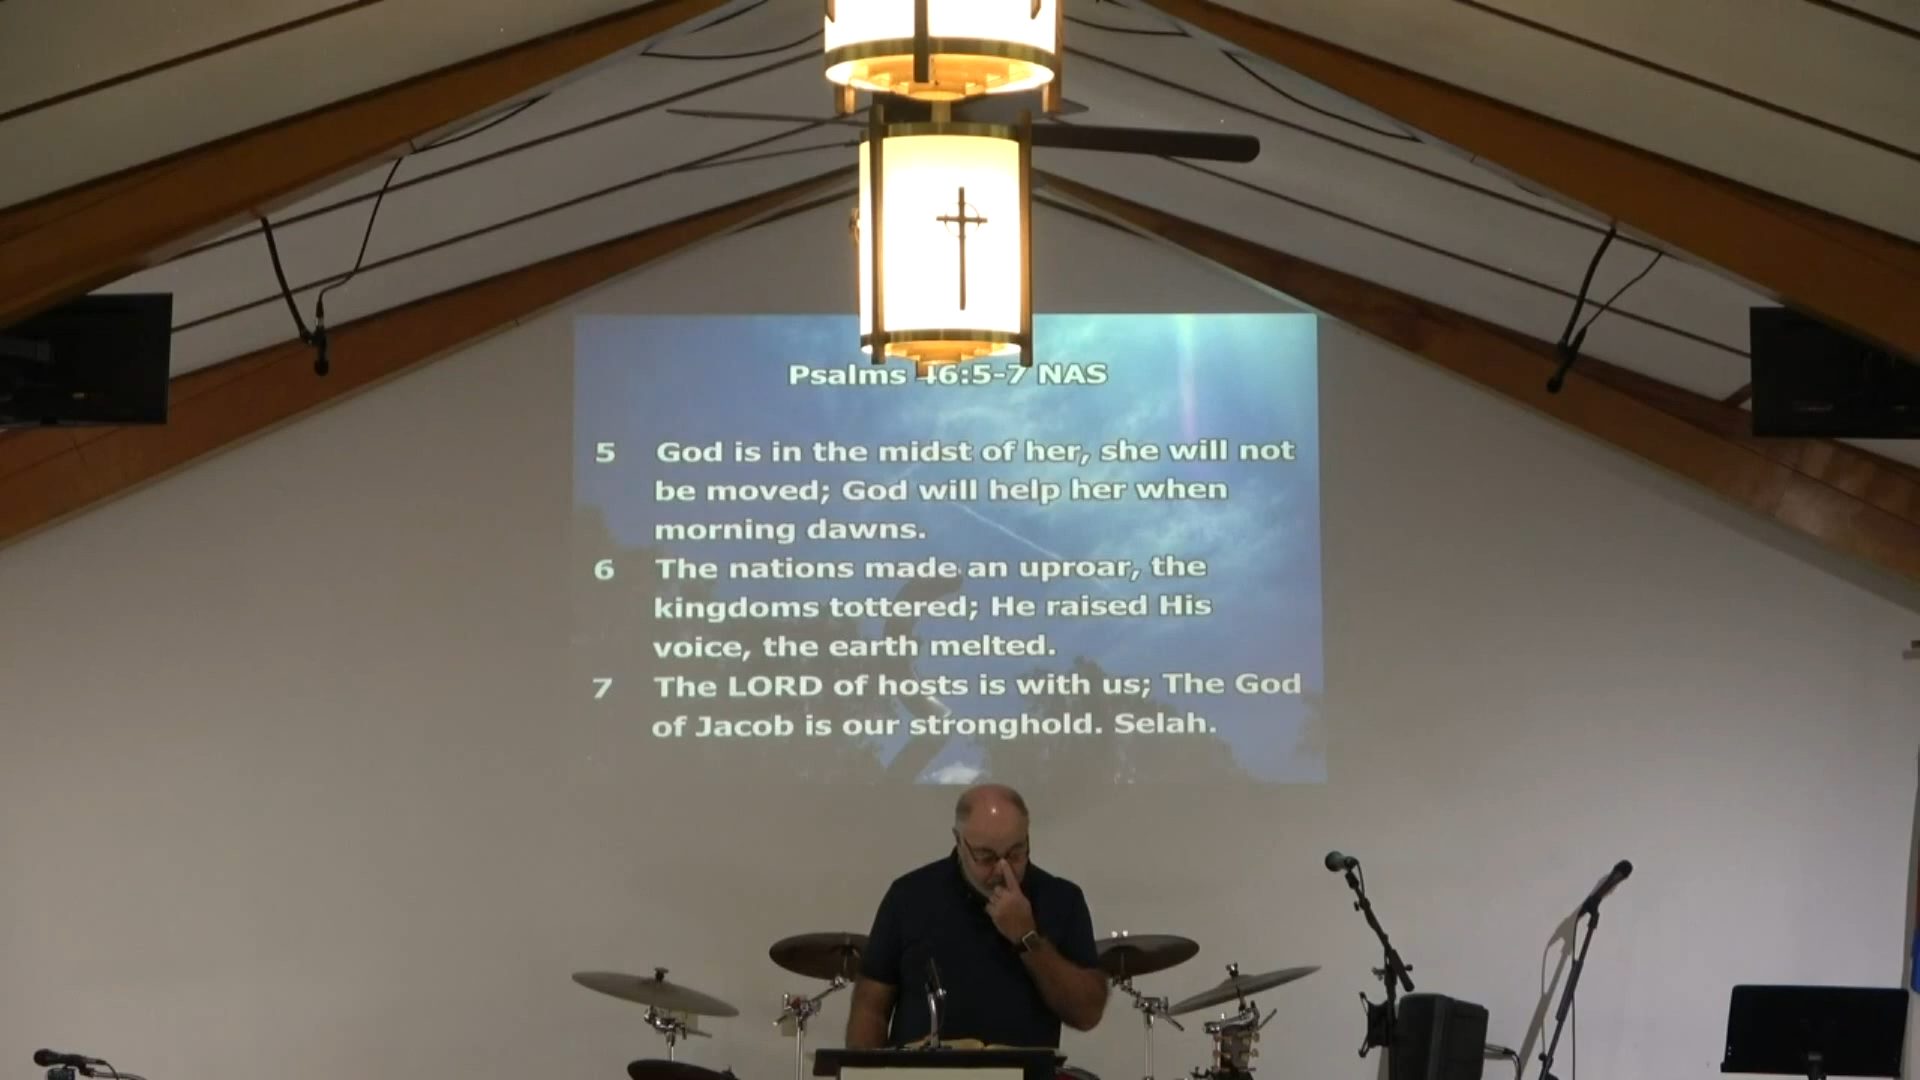 Psalms 46:5-7 NAS
5 God is in the midst of her, she will not
be moved; God will help her when
morning dawns.
6 The nations made an uproar, the
kingdoms tottered; He raised His
voice, the earth melted.
7 The LORD of hosts is with us; The God
of Jacob is our stronghold. Selah.